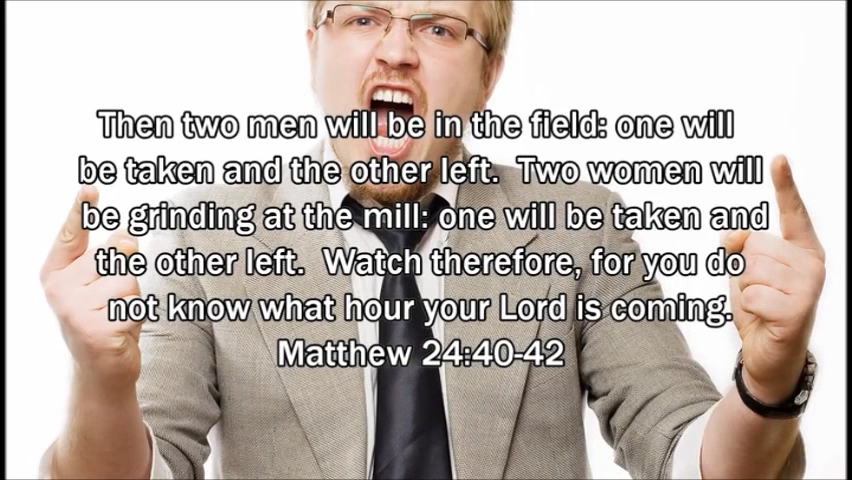 Then two men will be in the field: one will
be taken and the other left.  Two women will
be grinding at the mill: one will be taken and
the other left.  Watch therefore, for you do
not know what hour your Lord is coming.
Matthew 24:40-42